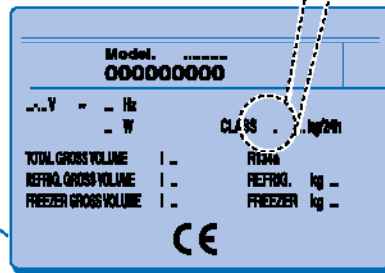 Model. ........
000000000
..-.. V ~ .. Hz
.. W CLASS . . kg/24h
TOTAL GROSS VOLUME l .. R134a
REFRIG. GROSS VOLUME l .. REFRIG. kg ..
FREEZER GROSS VOLUME l .. FREEZER kg ..
CE